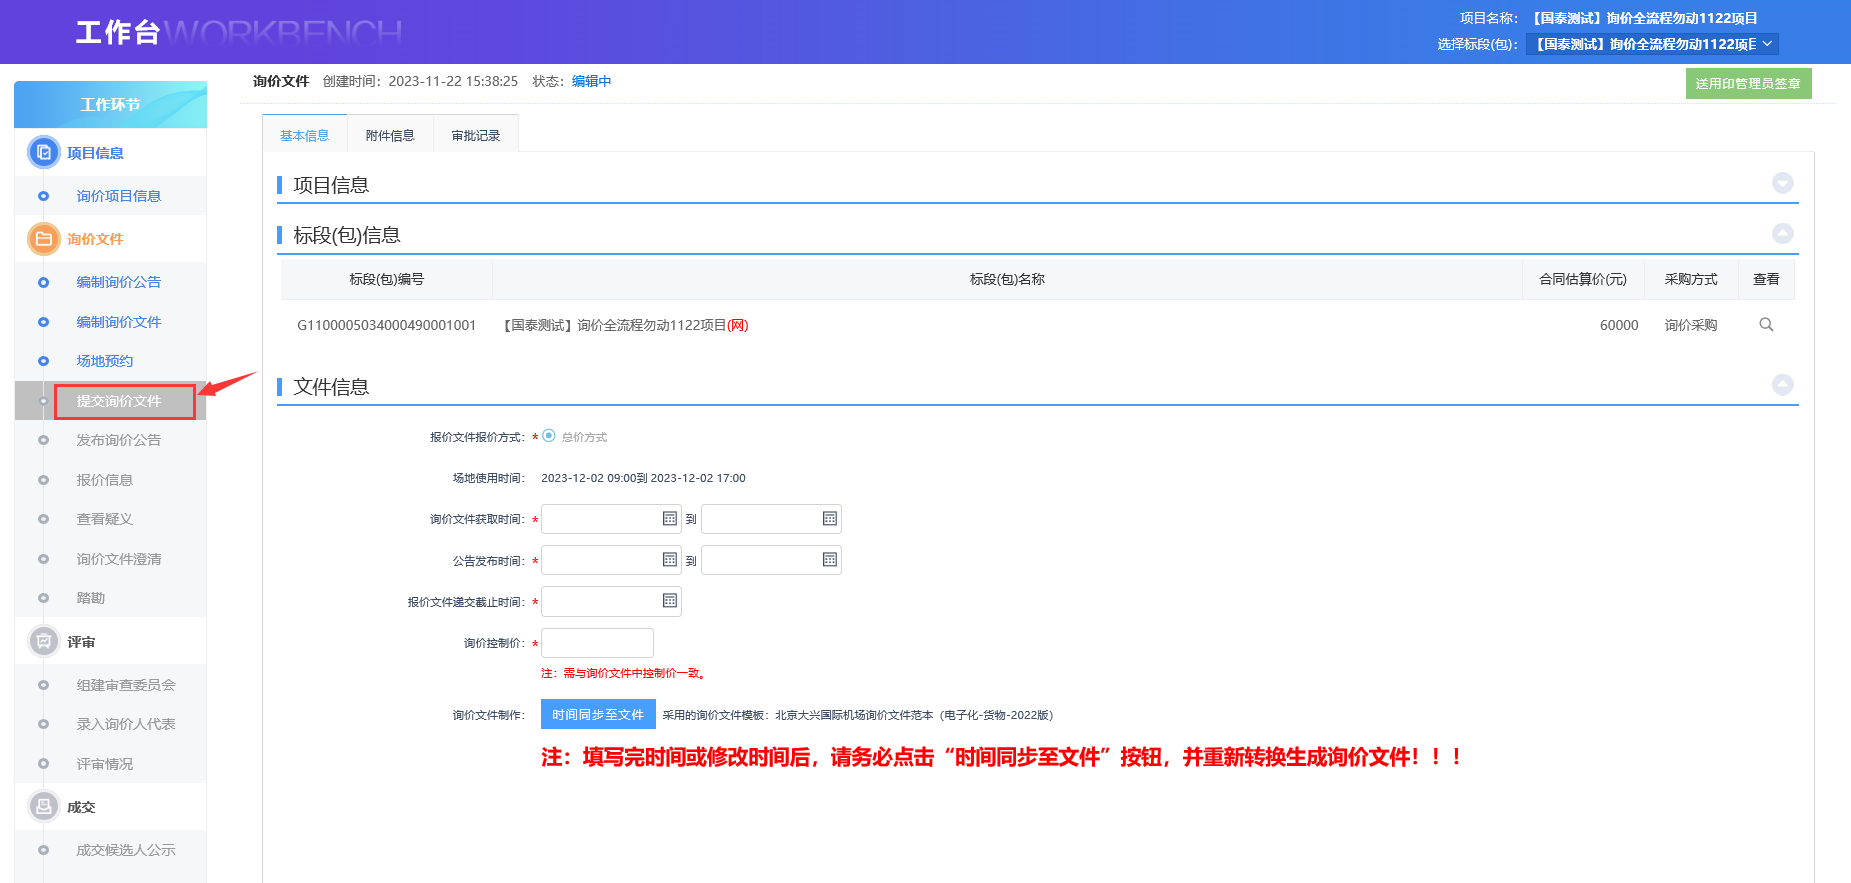 工作台WORKBENCH
项目名称：【国泰测试】询价全流程勿动1122项目
选择标段(包)：【国泰测试】询价全流程勿动1122项目
工作环节
项目信息
询价项目信息
询价文件
编制询价公告
编制询价文件
场地预约
提交询价文件
发布询价公告
报价信息
查看疑义
询价文件澄清
踏勘
评审
组建审查委员会
录入询价人代表
评审情况
成交
成交候选人公示
询价文件 创建时间：2023-11-22 15:38:25 状态：编辑中
送用印管理员签章
基本信息 附件信息 审批记录
项目信息
标段(包)信息
标段(包)编号 标段(包)名称 合同估算价(元) 采购方式 查看
G1100005034000490001001 【国泰测试】询价全流程勿动1122项目(网) 60000 询价采购
文件信息
报价文件报价方式：* 总价方式
场地使用时间： 2023-12-02 09:00到 2023-12-02 17:00
询价文件获取时间：* 到
公告发布时间：* 到
报价文件递交截止时间：*
询价控制价：*
注：需与询价文件中控制价一致。
询价文件制作： 时间同步至文件 采用的询价文件模板：北京大兴国际机场询价文件范本（电子化-货物-2022版）
注：填写完时间或修改时间后，请务必点击“时间同步至文件”按钮，并重新转换生成询价文件！！！